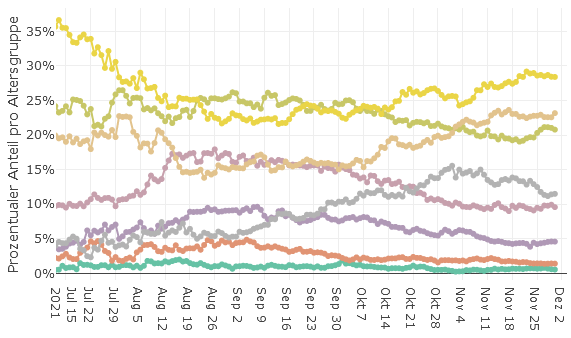 Prozentualer Anteil pro Altersgruppe
35%
30%
25%
20%
15%
10%
5%
0%
2021
Jul 15
Jul 22
Jul 29
Aug 5
Aug 12
Aug 19
Aug 26
Sep 2
Sep 9
Sep 16
Sep 23
Sep 30
Okt 7
Okt 14
Okt 21
Okt 28
Nov 4
Nov 11
Nov 18
Nov 25
Dez 2